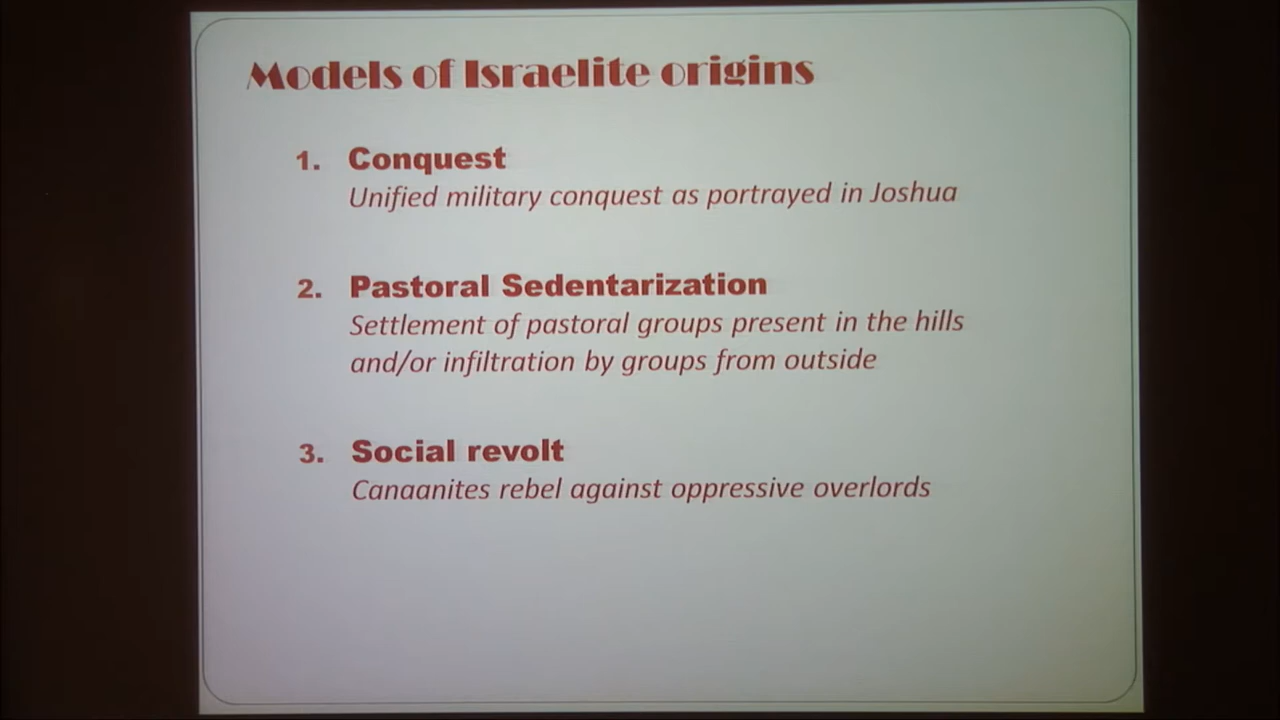 Models of Israelite origins
1. Conquest
Unified military conquest as portrayed in Joshua
2. Pastoral Sedentarization
Settlement of pastoral groups present in the hills
and/or infiltration by groups from outside
3. Social revolt
Canaanites rebel against oppressive overlords